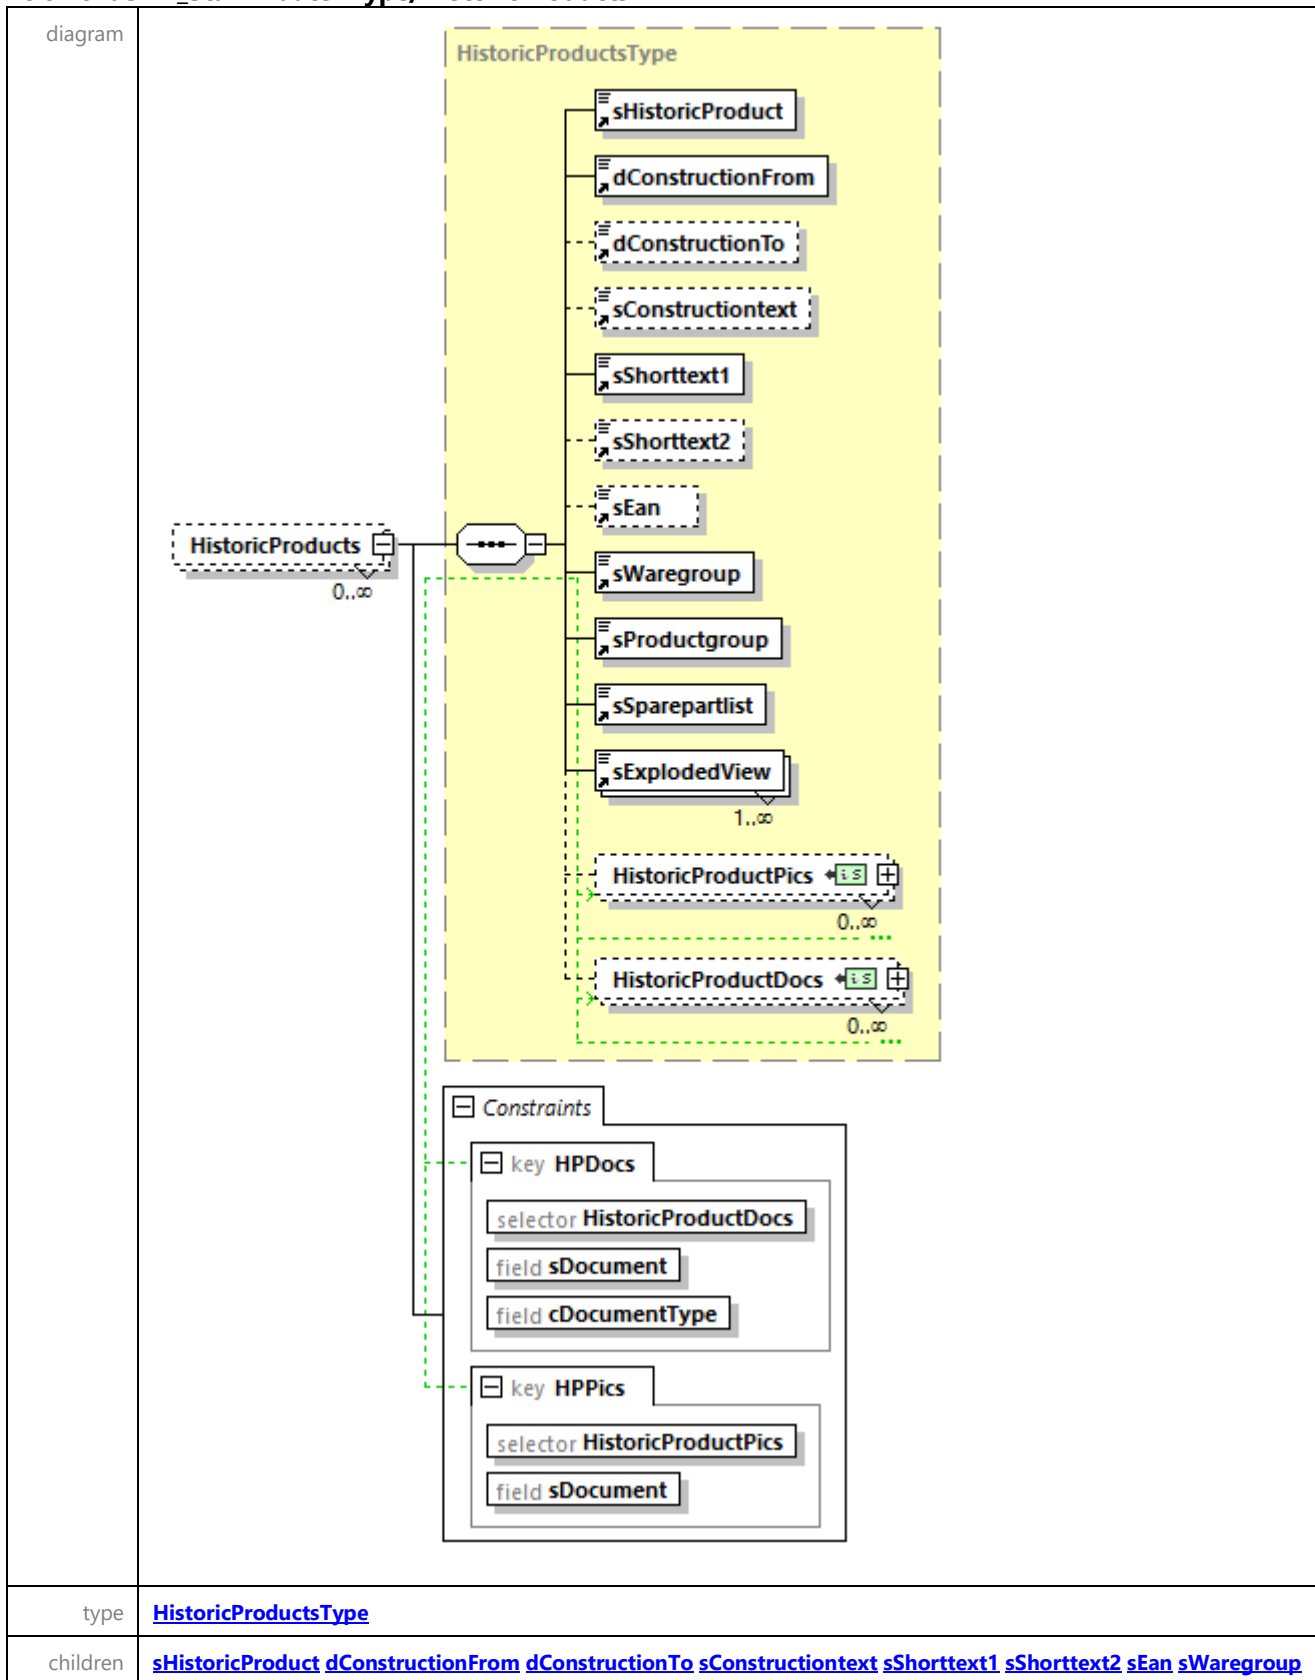 diagram
HistoricProductsType
sHistoricProduct
dConstructionFrom
dConstructionTo
sConstructiontext
sShorttext1
sShorttext2
sEan
HistoricProducts
0..∞
sWaregroup
sProductgroup
sSparepartlist
sExplodedView
1..∞
HistoricProductPics
is
0..∞
HistoricProductDocs
is
0..∞
Constraints
key HPDocs
selector HistoricProductDocs
field sDocument
field cDocumentType
key HPPics
selector HistoricProductPics
field sDocument
type HistoricProductsType
children sHistoricProduct dConstructionFrom dConstructionTo sConstructiontext sShorttext1 sShorttext2 sEan sWaregroup